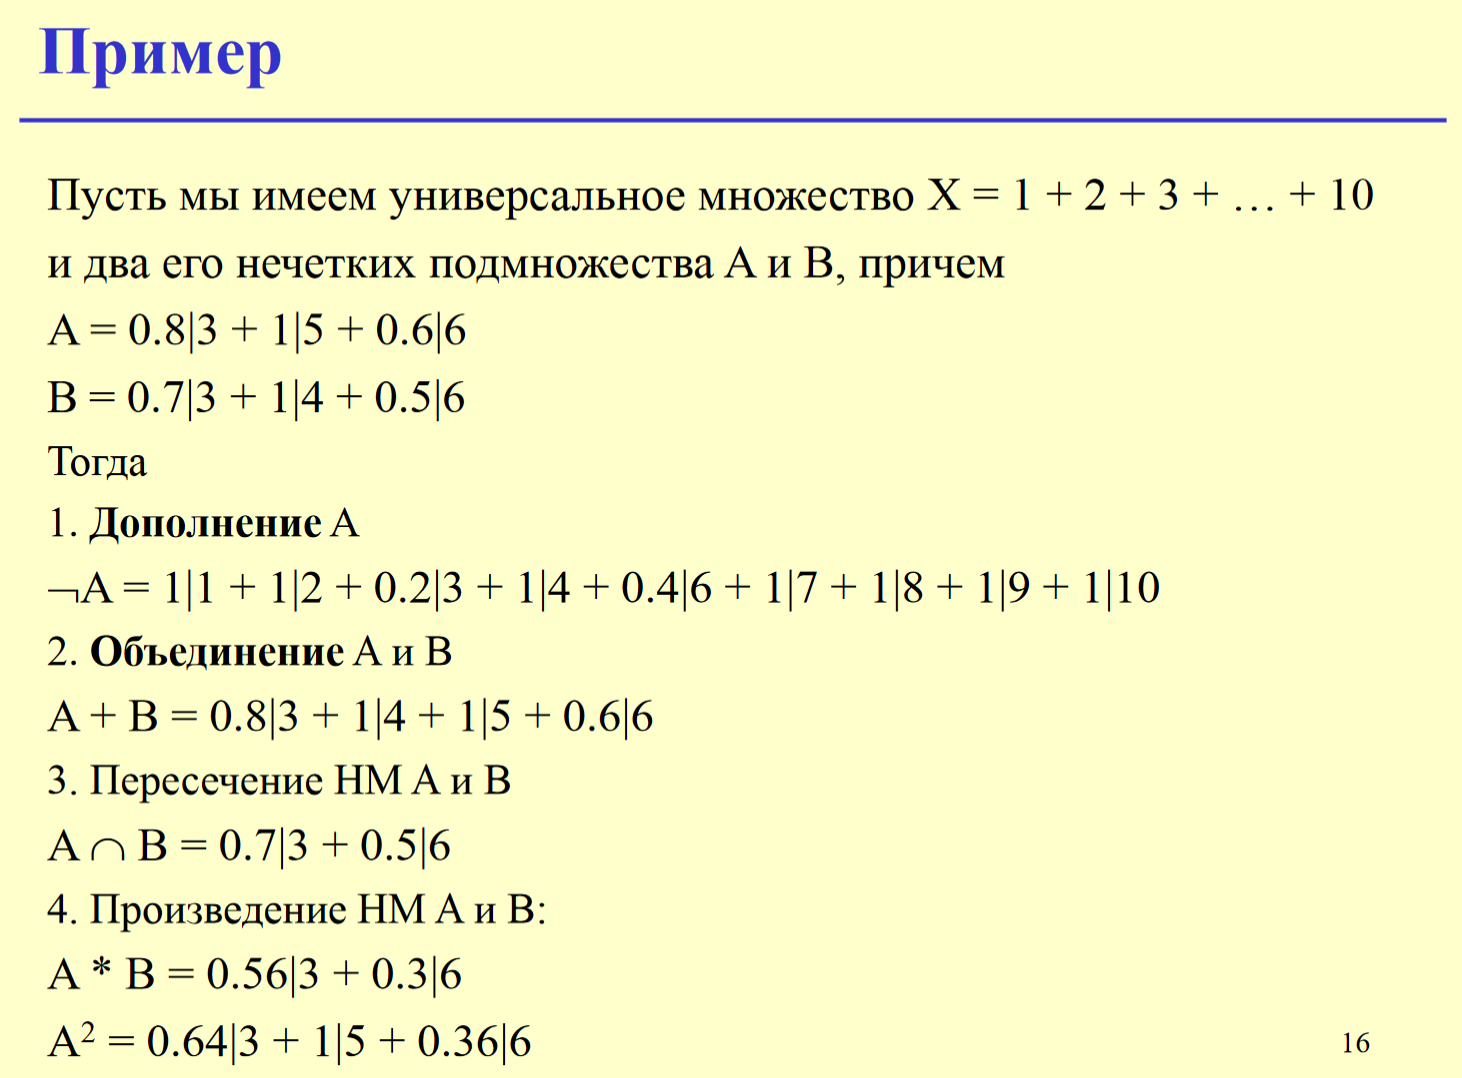 Пример
Пусть мы имеем универсальное множество X = 1 + 2 + 3 + … + 10
и два его нечетких подмножества A и B, причем
A = 0.8|3 + 1|5 + 0.6|6
B = 0.7|3 + 1|4 + 0.5|6
Тогда
1. Дополнение A
¬A = 1|1 + 1|2 + 0.2|3 + 1|4 + 0.4|6 + 1|7 + 1|8 + 1|9 + 1|10
2. Объединение A и B
A + B = 0.8|3 + 1|4 + 1|5 + 0.6|6
3. Пересечение НМ A и B
A ∩ B = 0.7|3 + 0.5|6
4. Произведение НМ A и B:
A * B = 0.56|3 + 0.3|6
A² = 0.64|3 + 1|5 + 0.36|6
16